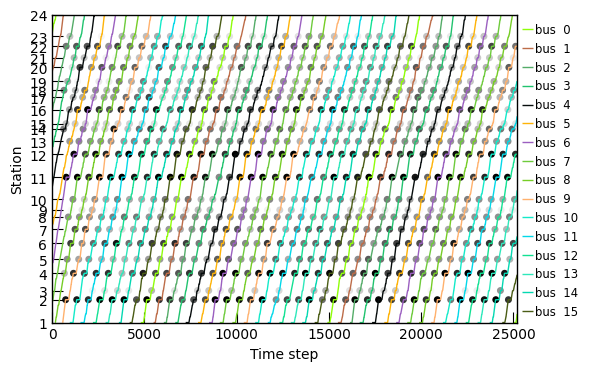 24
23
22
21
20
19
18
17
16
15
14
13
12
11
10
9
8
7
6
5
4
3
2
1
Station
0 5000 10000 15000 20000 25000
Time step
bus 0
bus 1
bus 2
bus 3
bus 4
bus 5
bus 6
bus 7
bus 8
bus 9
bus 10
bus 11
bus 12
bus 13
bus 14
bus 15